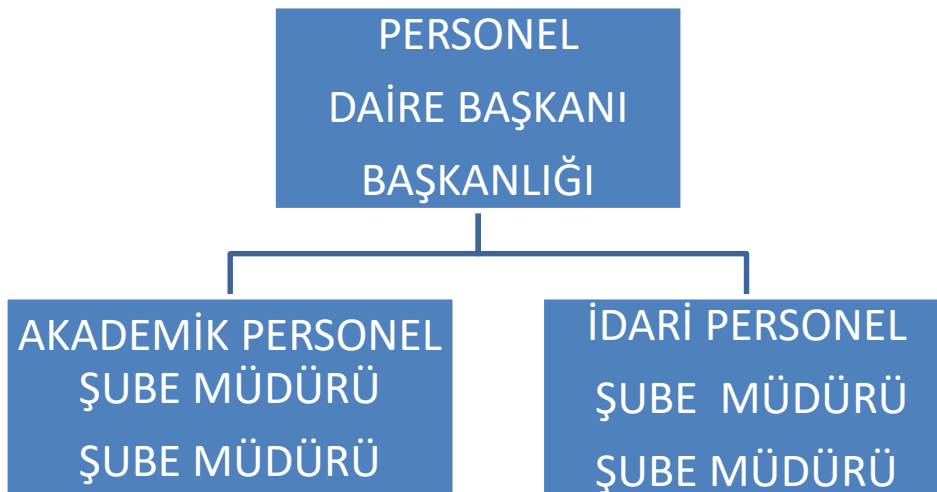 PERSONEL
DAİRE BAŞKANI
BAŞKANLIĞI
AKADEMİK PERSONEL
ŞUBE MÜDÜRÜ
ŞUBE MÜDÜRÜ
İDARİ PERSONEL
ŞUBE  MÜDÜRÜ
ŞUBE MÜDÜRÜ